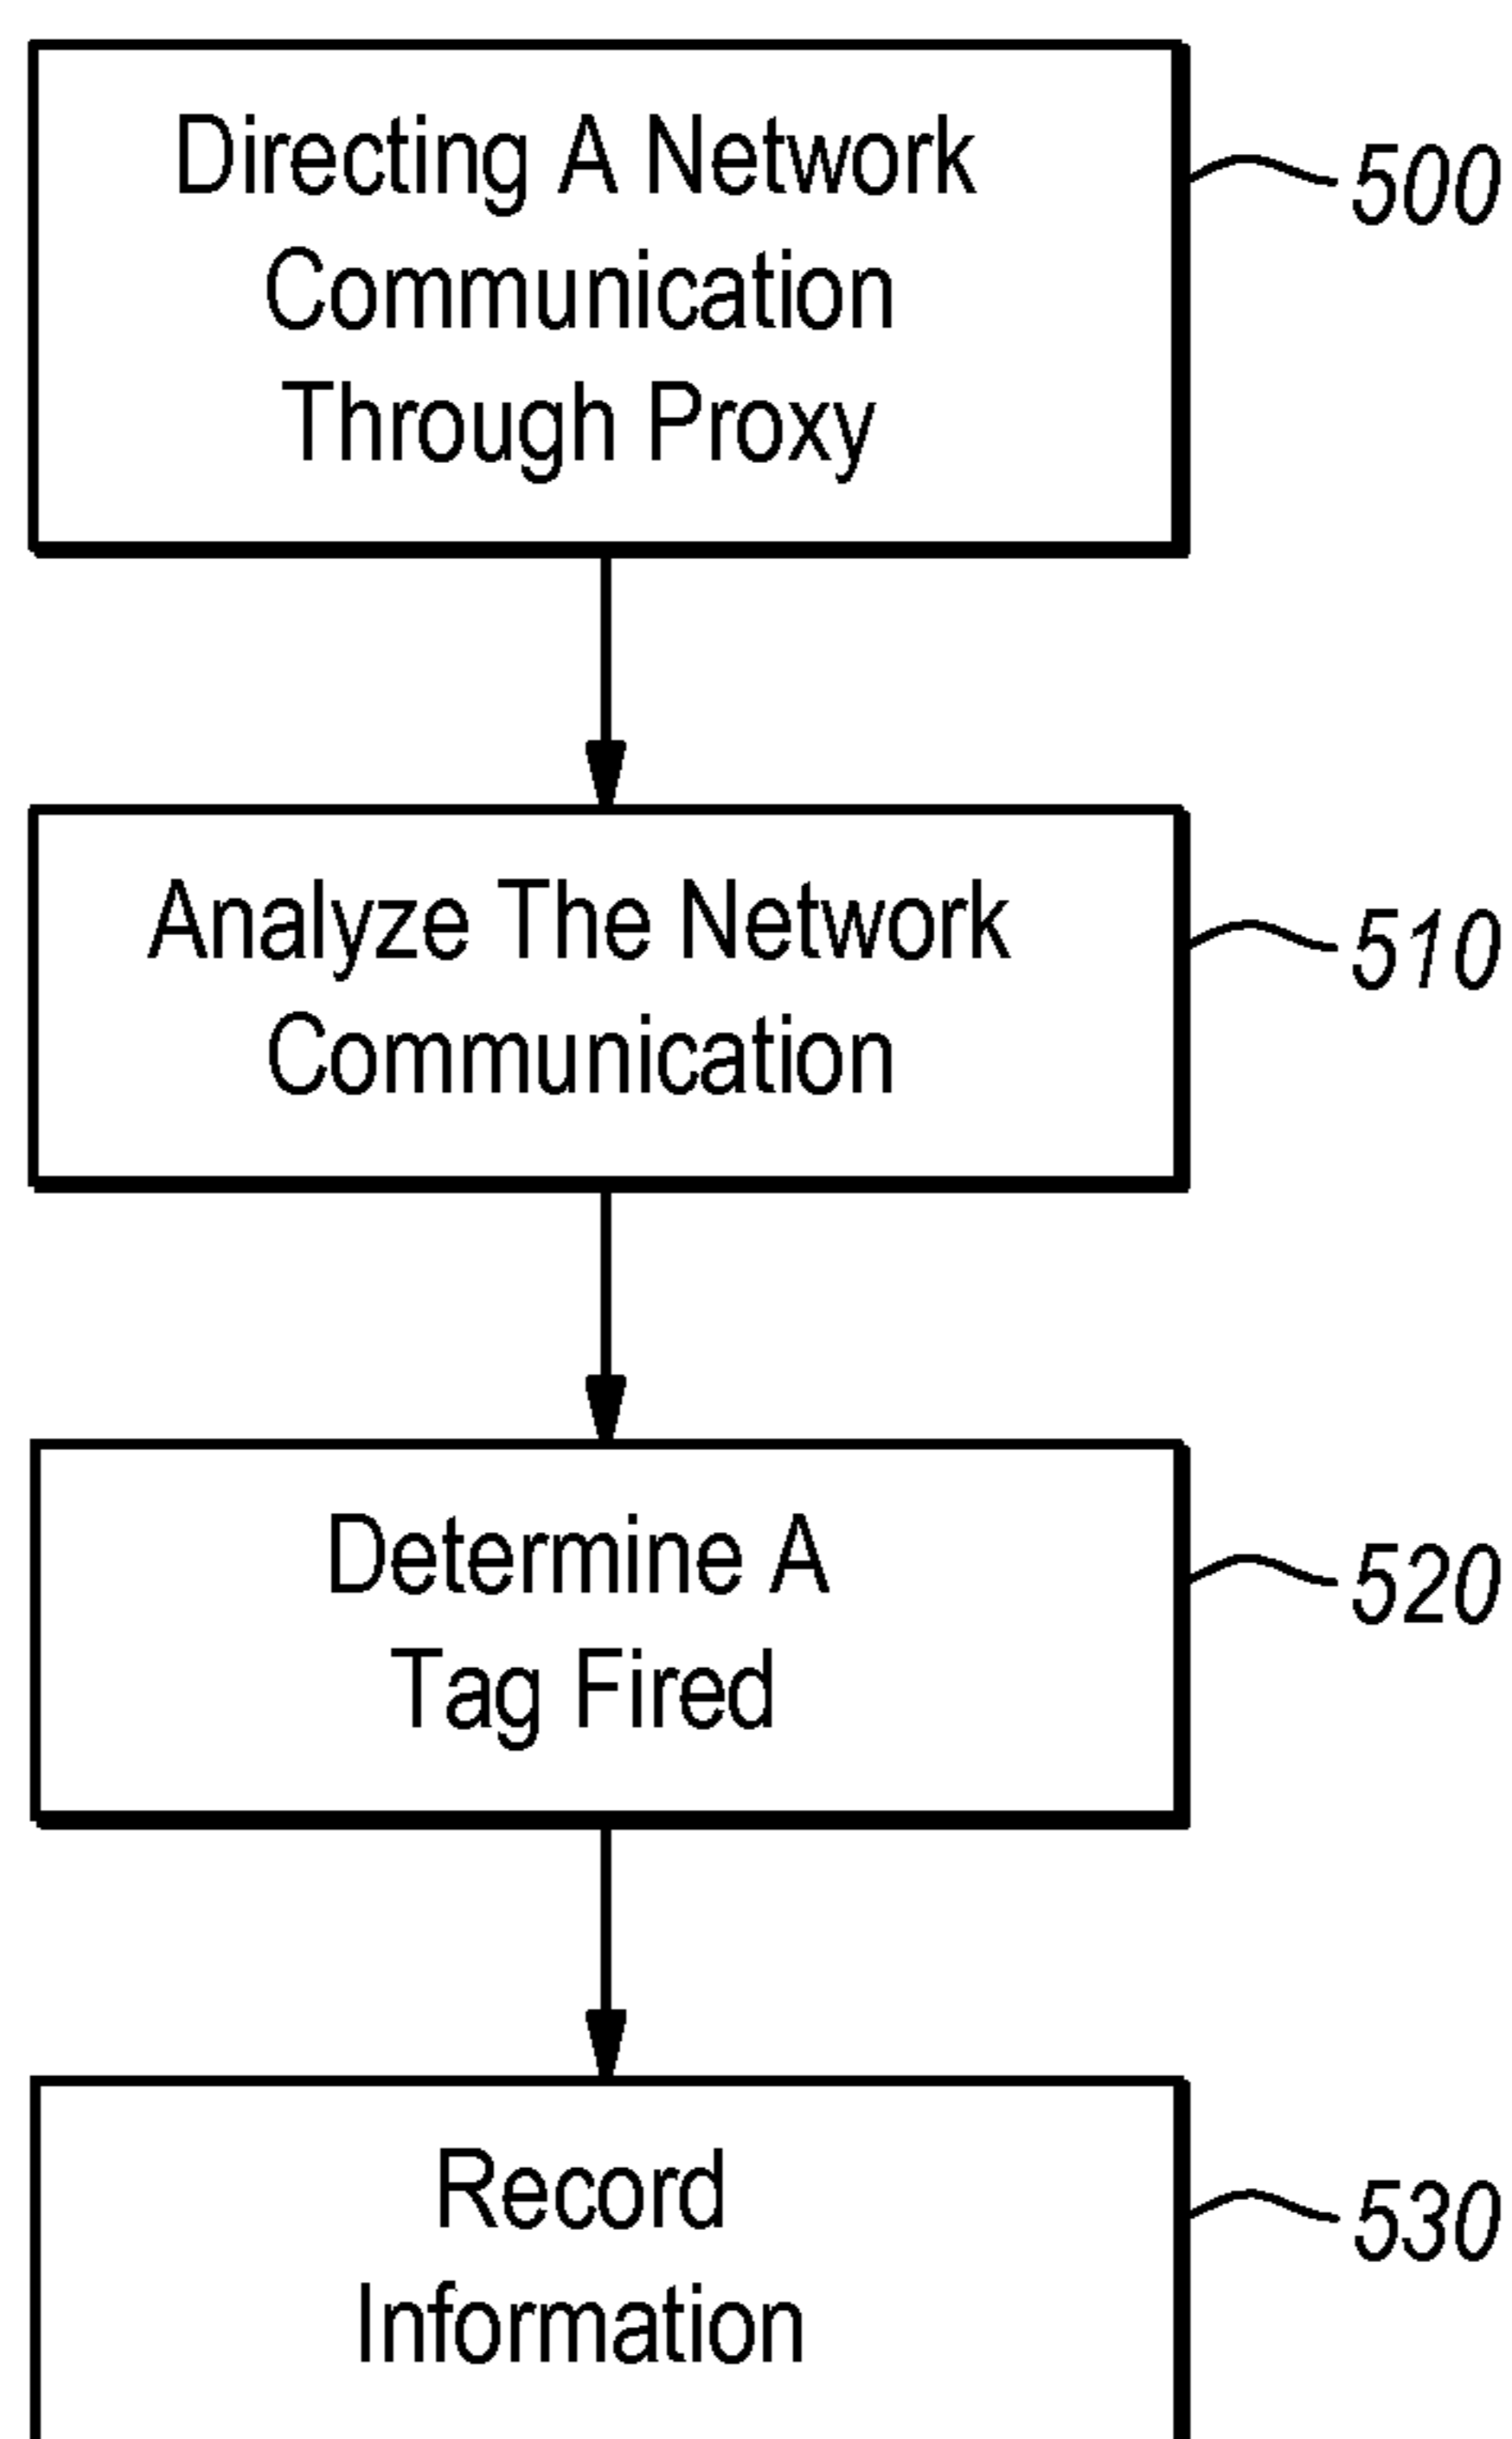 Directing A Network
Communication
Through Proxy
500
Analyze The Network
Communication
510
Determine A
Tag Fired
520
Record
Information
530